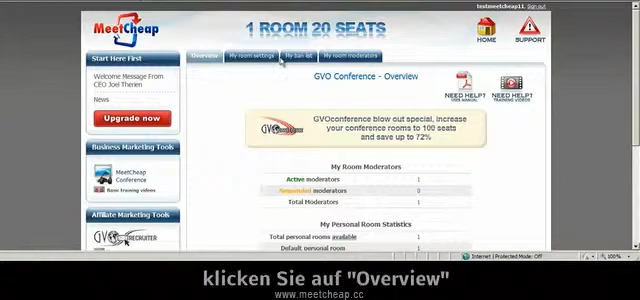 testmeetcheap11. Sign out
MeetCheap
1 ROOM 20 SEATS
HOME
SUPPORT
Overview
My room settings
My ban list
My room moderators
Start Here First
Welcome Message From
CEO Joel Therien
News
Upgrade now
GVO Conference - Overview
NEED HELP?
USER MANUAL
NEED HELP?
TRAINING VIDEOS
GVOconference blow out special, increase
your conference rooms to 100 seats
and save up to 72%
Business Marketing Tools
MeetCheap
Conference
Basic training videos
Affiliate Marketing Tools
GV RECRUITER
My Room Moderators
Active moderators 1
Suspended moderators 0
Total Moderators 1
My Personal Room Statistics
Total personal rooms available 1
Default personal room 1
Internet | Protected Mode: Off
100%
klicken Sie auf "Overview"
www.meetcheap.cc